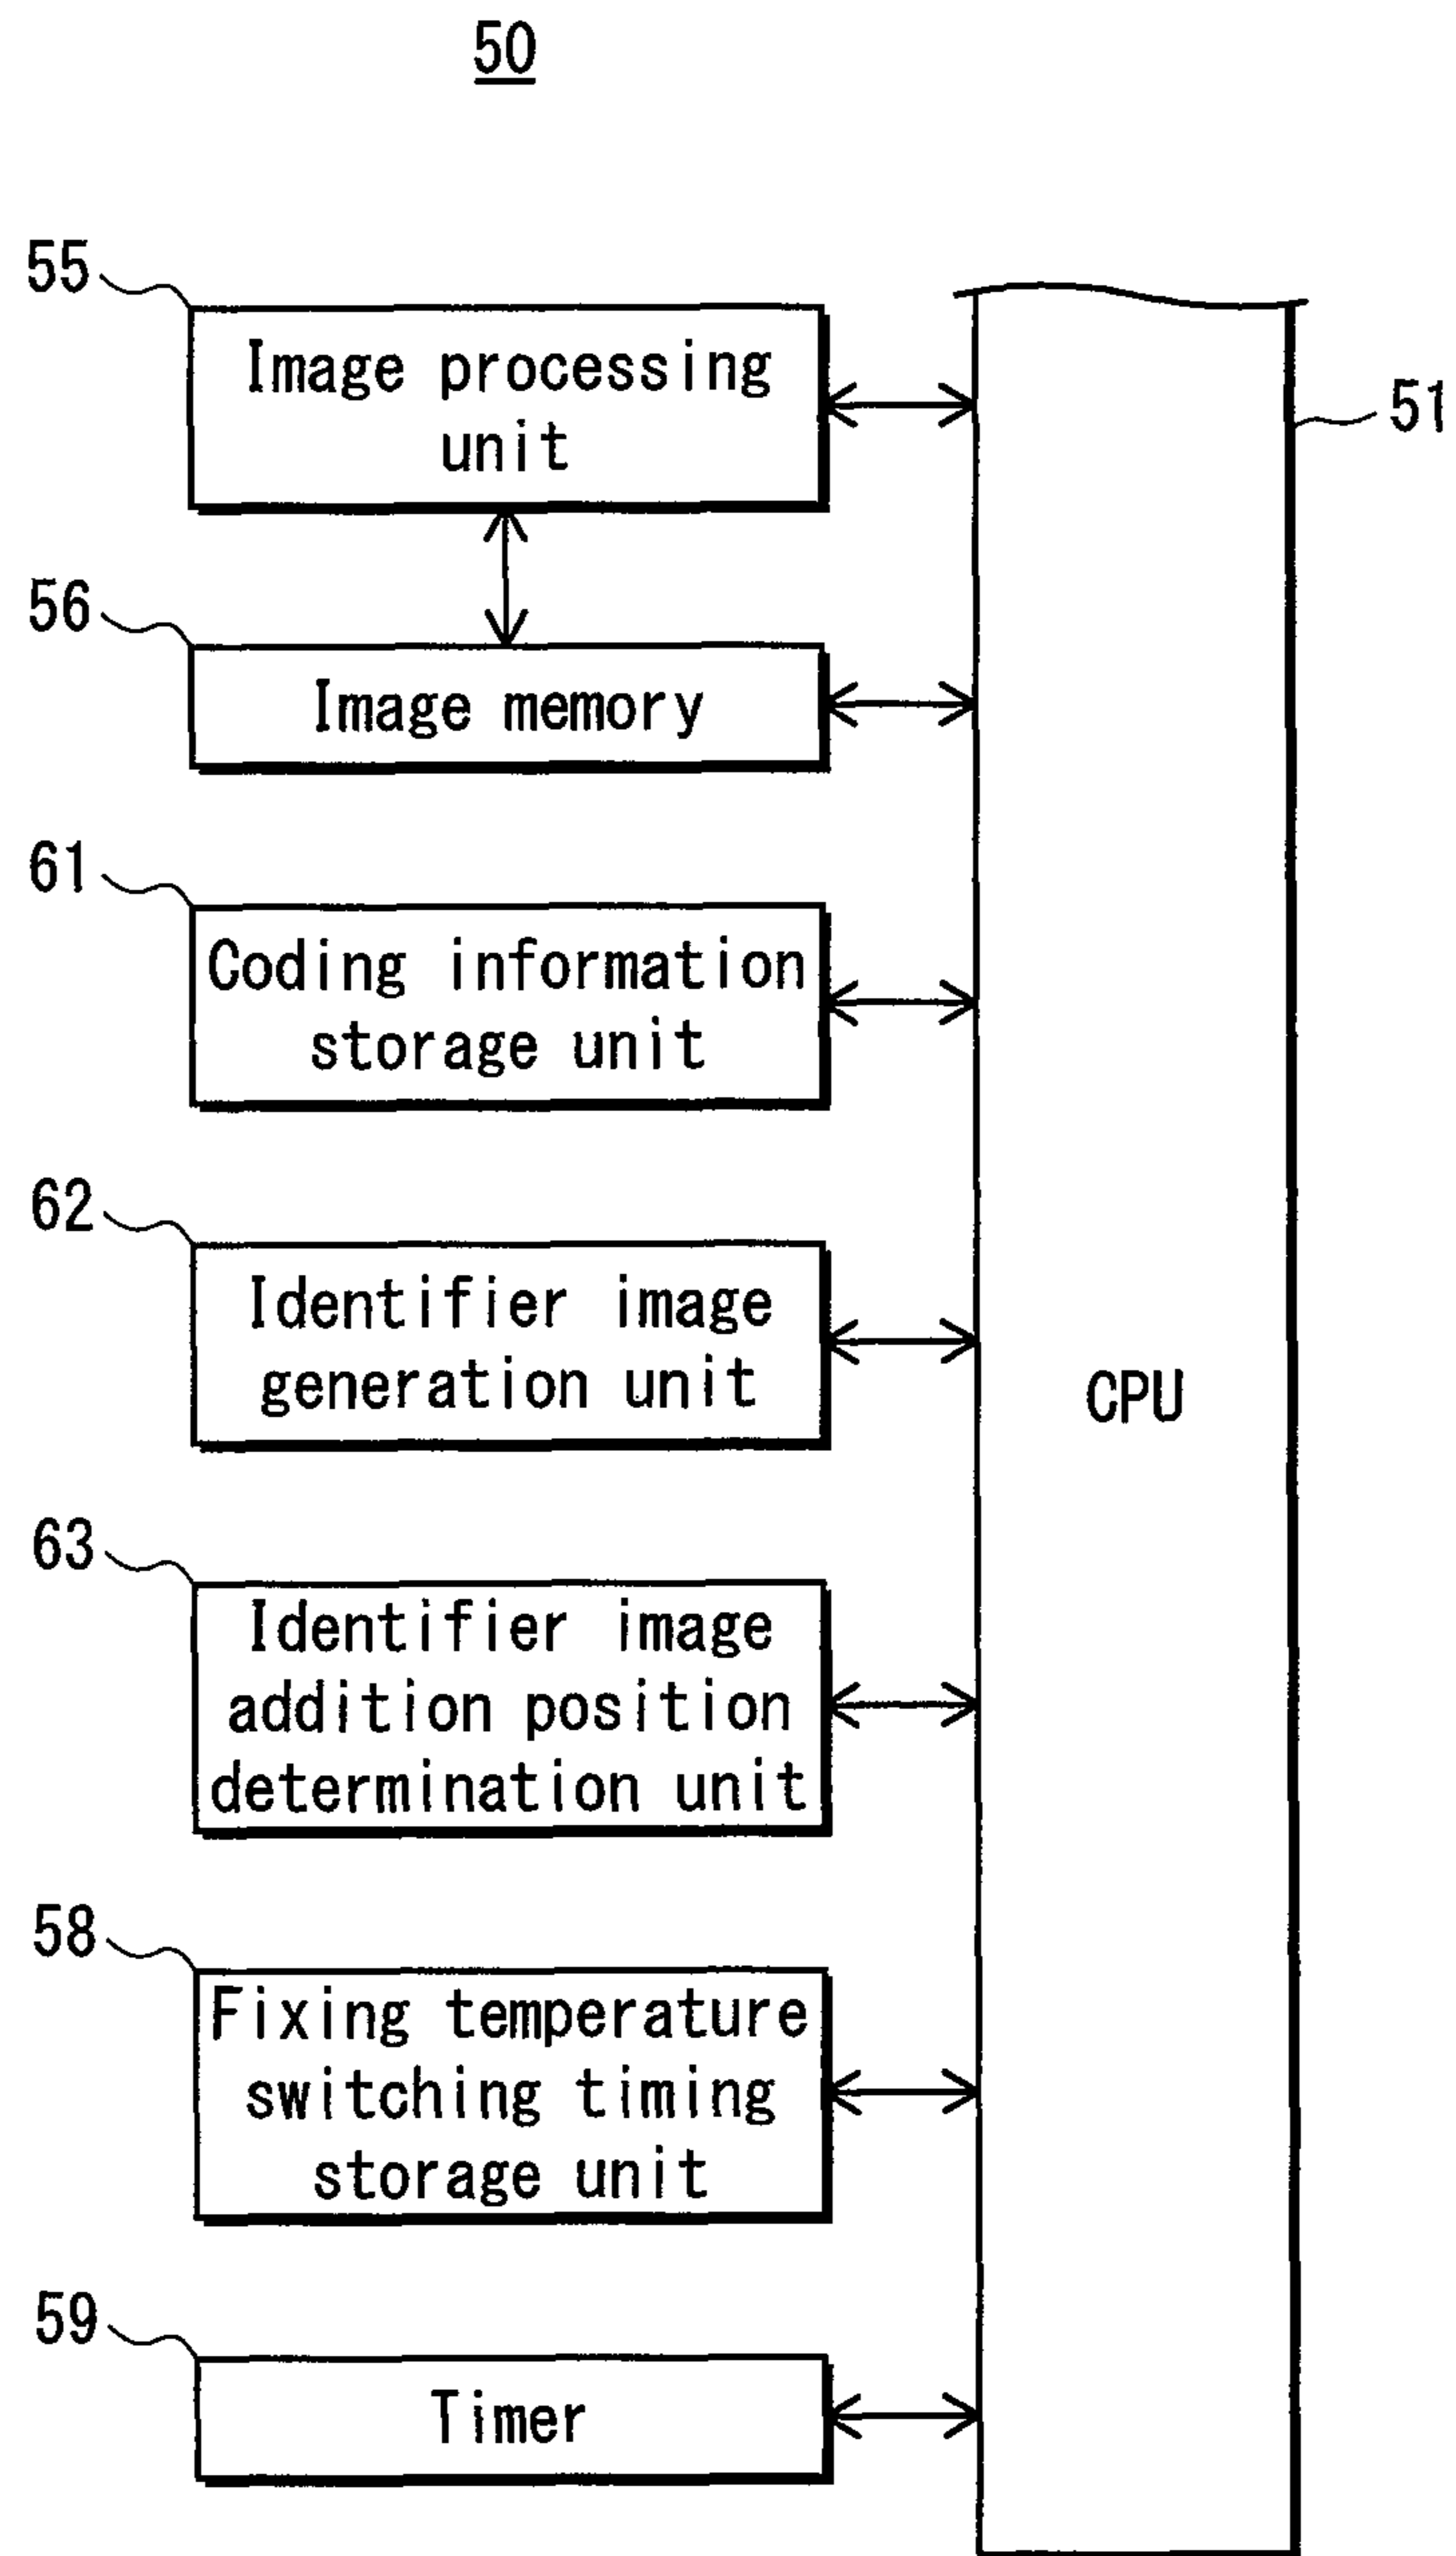 50
55
Image processing
unit
51
56
Image memory
61
Coding information
storage unit
62
Identifier image
generation unit
CPU
63
Identifier image
addition position
determination unit
58
Fixing temperature
switching timing
storage unit
59
Timer